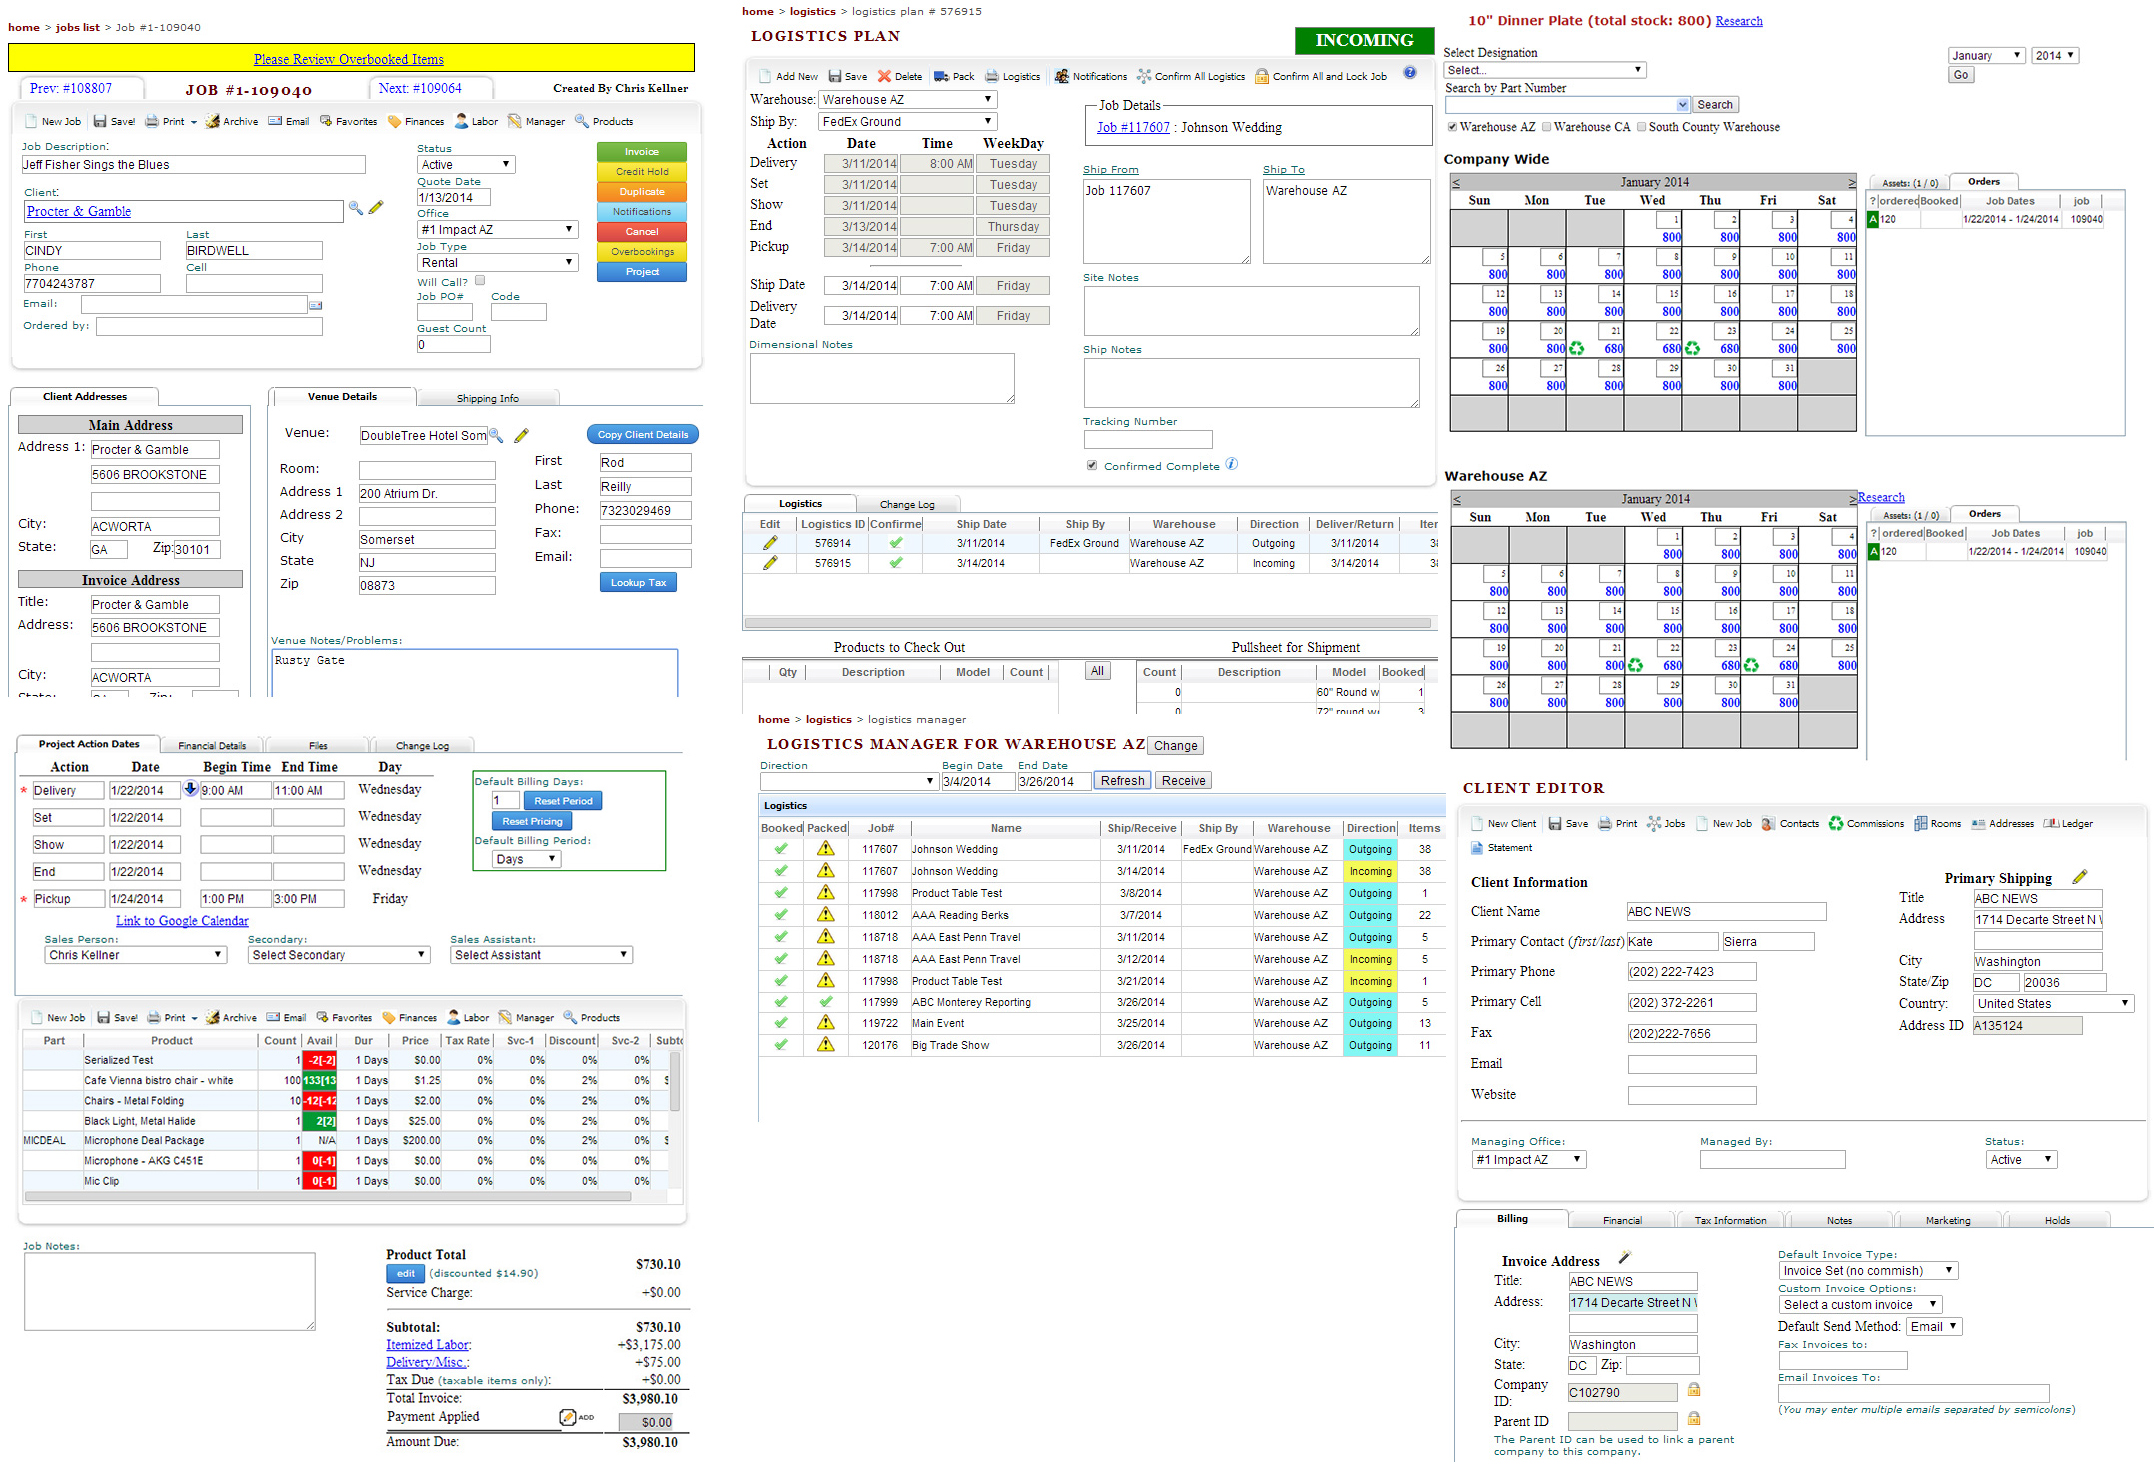 home > jobs list > Job #1-109040
Please Review Overbooked Items
Prev: #108807
JOB #1-109040
Next: #109064
Created By Chris Kellner
New Job Save! Print Archive Email Favorites Finances Labor Manager Products
Job Description:
Jeff Fisher Sings the Blues
Client:
Procter & Gamble
First Last
CINDY BIRDWELL
Phone Cell
7704243787
Email:
Ordered by:
Status
Active
Quote Date
1/13/2014
Office
#1 Impact AZ
Job Type
Rental
Will Call?
Job PO# Code
Guest Count
0
Invoice
Credit Hold
Duplicate
Notifications
Cancel
Overbookings
Project
Client Addresses
Main Address
Address 1: Procter & Gamble
5606 BROOKSTONE
City: ACWORTA
State: GA Zip: 30101
Invoice Address
Title: Procter & Gamble
Address: 5606 BROOKSTONE
City: ACWORTA
Venue Details Shipping Info
Venue: DoubleTree Hotel Som
Copy Client Details
Room:
Address 1 200 Atrium Dr.
Address 2
City Somerset
State NJ
Zip 08873
First Rod
Last Reilly
Phone: 7323029469
Fax:
Email:
Lookup Tax
Venue Notes/Problems:
Rusty Gate
Project Action Dates Financial Details Files Change Log
Action Date Begin Time End Time Day
* Delivery 1/22/2014 9:00 AM 11:00 AM Wednesday
Set 1/22/2014 Wednesday
Show 1/22/2014 Wednesday
End 1/22/2014 Wednesday
* Pickup 1/24/2014 1:00 PM 3:00 PM Friday
Link to Google Calendar
Default Billing Days:
1 Reset Period
Reset Pricing
Default Billing Period:
Days
Sales Person: Secondary: Sales Assistant:
Chris Kellner Select Secondary Select Assistant
New Job Save! Print Archive Email Favorites Finances Labor Manager Products
Part Product Count Avail Dur Price Tax Rate Svc-1 Discount Svc-2 Subto
Serialized Test 1 -2[-2] 1 Days $0.00 0% 0% 0% 0%
Cafe Vienna bistro chair - white 100 133[13 1 Days $1.25 0% 0% 2% 0% $
Chairs - Metal Folding 10 -12[-12 1 Days $2.00 0% 0% 2% 0%
Black Light, Metal Halide 1 2[2] 1 Days $25.00 0% 0% 2% 0%
MICDEAL Microphone Deal Package 1 N/A 1 Days $200.00 0% 0% 2% 0% $
Microphone - AKG C451E 1 0[-1] 1 Days $0.00 0% 0% 0% 0%
Mic Clip 1 0[-1] 1 Days $0.00 0% 0% 0% 0%
Job Notes:
Product Total $730.10
edit (discounted $14.90)
Service Charge: +$0.00
Subtotal: $730.10
Itemized Labor: +$3,175.00
Delivery/Misc.: +$75.00
Tax Due (taxable items only): +$0.00
Total Invoice: $3,980.10
Payment Applied ADD $0.00
Amount Due: $3,980.10
home > logistics > logistics plan # 576915
LOGISTICS PLAN
INCOMING
Add New Save Delete Pack Logistics Notifications Confirm All Logistics Confirm All and Lock Job
Warehouse: Warehouse AZ
Ship By: FedEx Ground
Action Date Time WeekDay
Delivery 3/11/2014 8:00 AM Tuesday
Set 3/11/2014 Tuesday
Show 3/11/2014 Tuesday
End 3/13/2014 Thursday
Pickup 3/14/2014 7:00 AM Friday
Ship Date 3/14/2014 7:00 AM Friday
Delivery Date 3/14/2014 7:00 AM Friday
Dimensional Notes
Job Details
Job #117607 : Johnson Wedding
Ship From Ship To
Job 117607 Warehouse AZ
Site Notes
Ship Notes
Tracking Number
Confirmed Complete
Logistics Change Log
Edit Logistics ID Confirme Ship Date Ship By Warehouse Direction Deliver/Return Iter
576914 3/11/2014 FedEx Ground Warehouse AZ Outgoing 3/11/2014 38
576915 3/14/2014 Warehouse AZ Incoming 3/14/2014 38
Products to Check Out Pullsheet for Shipment
Qty Description Model Count All Count Description Model Booked
0 60" Round w 1
0 72" round w 3
home > logistics > logistics manager
LOGISTICS MANAGER FOR WAREHOUSE AZ Change
Direction Begin Date End Date
3/4/2014 3/26/2014 Refresh Receive
Logistics
Booked Packed Job# Name Ship/Receive Ship By Warehouse Direction Items
117607 Johnson Wedding 3/11/2014 FedEx Ground Warehouse AZ Outgoing 38
117607 Johnson Wedding 3/14/2014 Warehouse AZ Incoming 38
117998 Product Table Test 3/8/2014 Warehouse AZ Outgoing 1
118012 AAA Reading Berks 3/7/2014 Warehouse AZ Outgoing 22
118718 AAA East Penn Travel 3/11/2014 Warehouse AZ Outgoing 5
118718 AAA East Penn Travel 3/12/2014 Warehouse AZ Incoming 5
117998 Product Table Test 3/21/2014 Warehouse AZ Incoming 1
117999 ABC Monterey Reporting 3/26/2014 Warehouse AZ Outgoing 5
119722 Main Event 3/25/2014 Warehouse AZ Outgoing 13
120176 Big Trade Show 3/26/2014 Warehouse AZ Outgoing 11
10" Dinner Plate (total stock: 800) Research
Select Designation
Select...
Search by Part Number
Search
Warehouse AZ Warehouse CA South County Warehouse
January 2014
Go
Company Wide
< January 2014 >
Sun Mon Tue Wed Thu Fri Sat
1 2 3 4
800 800 800 800
5 6 7 8 9 10 11
800 800 800 800 800 800 800
12 13 14 15 16 17 18
800 800 800 800 800 800 800
19 20 21 22 23 24 25
800 800 680 680 680 800 800
26 27 28 29 30 31
800 800 800 800 800 800
Assets: (1 / 0) Orders
? ordered Booked Job Dates job
A 120 1/22/2014 - 1/24/2014 109040
Warehouse AZ
< January 2014 > Research
Sun Mon Tue Wed Thu Fri Sat
1 2 3 4
800 800 800 800
5 6 7 8 9 10 11
800 800 800 800 800 800 800
12 13 14 15 16 17 18
800 800 800 800 800 800 800
19 20 21 22 23 24 25
800 800 800 680 680 680 800
26 27 28 29 30 31
800 800 800 800 800 800
Assets: (1 / 0) Orders
? ordered Booked Job Dates job
A 120 1/22/2014 - 1/24/2014 109040
CLIENT EDITOR
New Client Save Print Jobs New Job Contacts Commissions Rooms Addresses Ledger
Statement
Client Information
Client Name ABC NEWS
Primary Contact (first/last) Kate Sierra
Primary Phone (202) 222-7423
Primary Cell (202) 372-2261
Fax (202)222-7656
Email
Website
Primary Shipping
Title ABC NEWS
Address 1714 Decarte Street N
City Washington
State/Zip DC 20036
Country: United States
Address ID A135124
Managing Office: Managed By: Status:
#1 Impact AZ Active
Billing Financial Tax Information Notes Marketing Holds
Invoice Address
Title: ABC NEWS
Address: 1714 Decarte Street N
City: Washington
State: DC Zip:
Company ID: C102790
Parent ID
The Parent ID can be used to link a parent
company to this company.
Default Invoice Type:
Invoice Set (no commish)
Custom Invoice Options:
Select a custom invoice
Default Send Method: Email
Fax Invoices to:
Email Invoices To:
(You may enter multiple emails separated by semicolons)